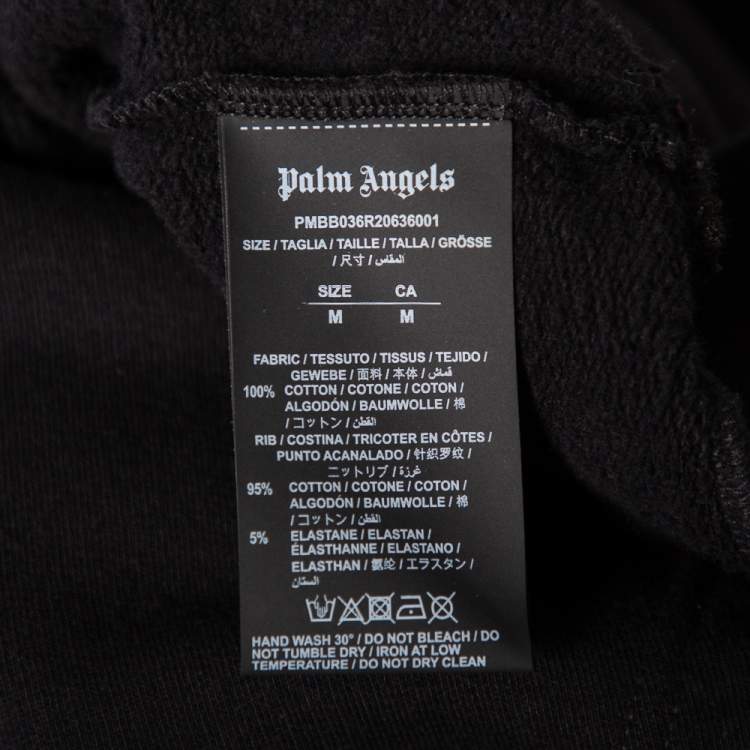 Palm Angels
PMBB036R20636001
SIZE / TAGLIA / TAILLE / TALLA / GRÖSSE
/ 尺寸 / المقاس
SIZE CA
M M
FABRIC / TESSUTO / TISSUS / TEJIDO /
GEWEBE / 面料 / 本体 / قماش /
100% COTTON / COTONE / COTON /
ALGODÓN / BAUMWOLLE / 棉
/ コットン / القطن
RIB / COSTINA / TRICOTER EN CÔTES /
PUNTO ACANALADO / 针织罗纹 /
ニットリブ / غرزة /
95% COTTON / COTONE / COTON /
ALGODÓN / BAUMWOLLE / 棉
/ コットン / القطن
5% ELASTANE / ELASTAN /
ÉLASTHANNE / ELASTANO /
ELASTHAN / 氨纶 / エラスタン /
الستان
HAND WASH 30° / DO NOT BLEACH / DO
NOT TUMBLE DRY / IRON AT LOW
TEMPERATURE / DO NOT DRY CLEAN